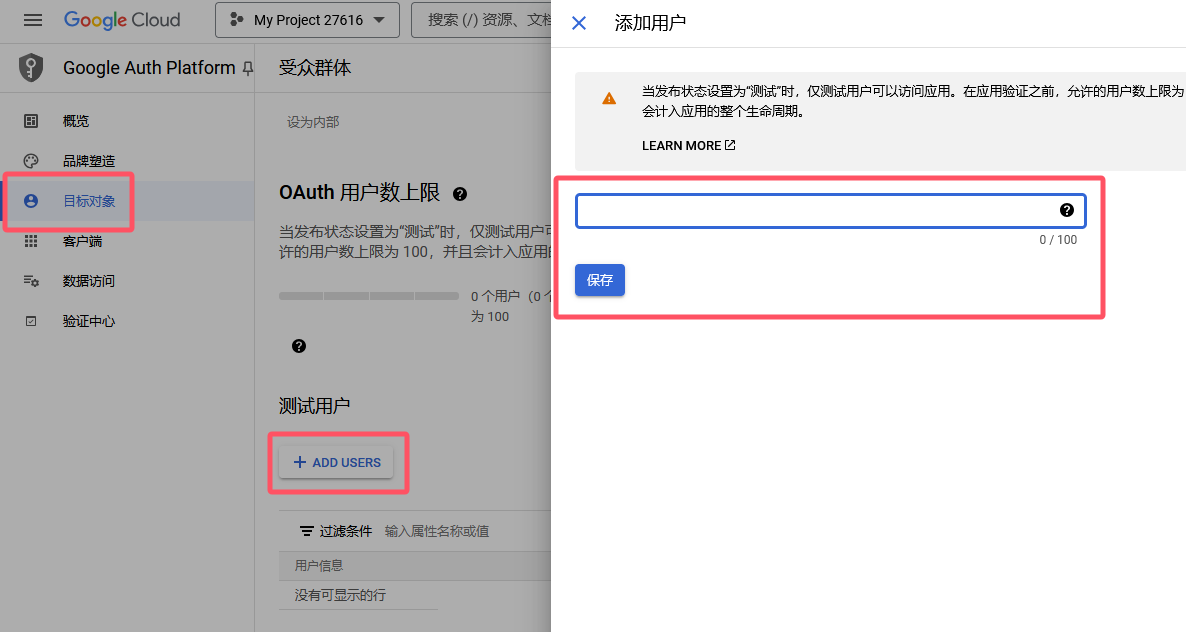 Google Cloud
My Project 27616
搜索 (/) 资源、文档
Google Auth Platform
受众群体
概览
品牌塑造
目标对象
客户端
数据访问
验证中心
设为内部
OAuth 用户数上限
当发布状态设置为“测试”时，仅测试用户可
许的用户数上限为 100，并且会计入应用的
0 个用户（0 个
为 100
测试用户
ADD USERS
过滤条件 输入属性名称或值
用户信息
没有可显示的行
添加用户
当发布状态设置为“测试”时，仅测试用户可以访问应用。在应用验证之前，允许的用户数上限为
会计入应用的整个生命周期。
LEARN MORE
0 / 100
保存